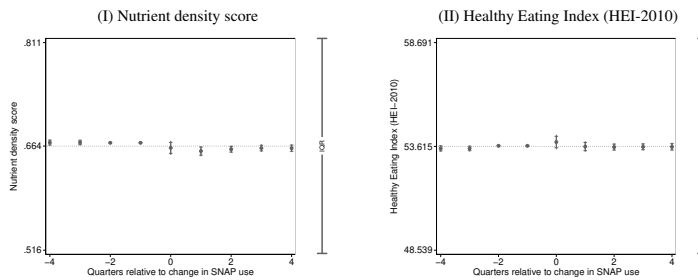 (I) Nutrient density score
.811
.664
.516
Nutrient density score
−4
−2
0
2
4
Quarters relative to change in SNAP use
IQR
(II) Healthy Eating Index (HEI-2010)
58.691
53.615
48.539
Healthy Eating Index (HEI−2010)
−4
−2
0
2
4
Quarters relative to change in SNAP use